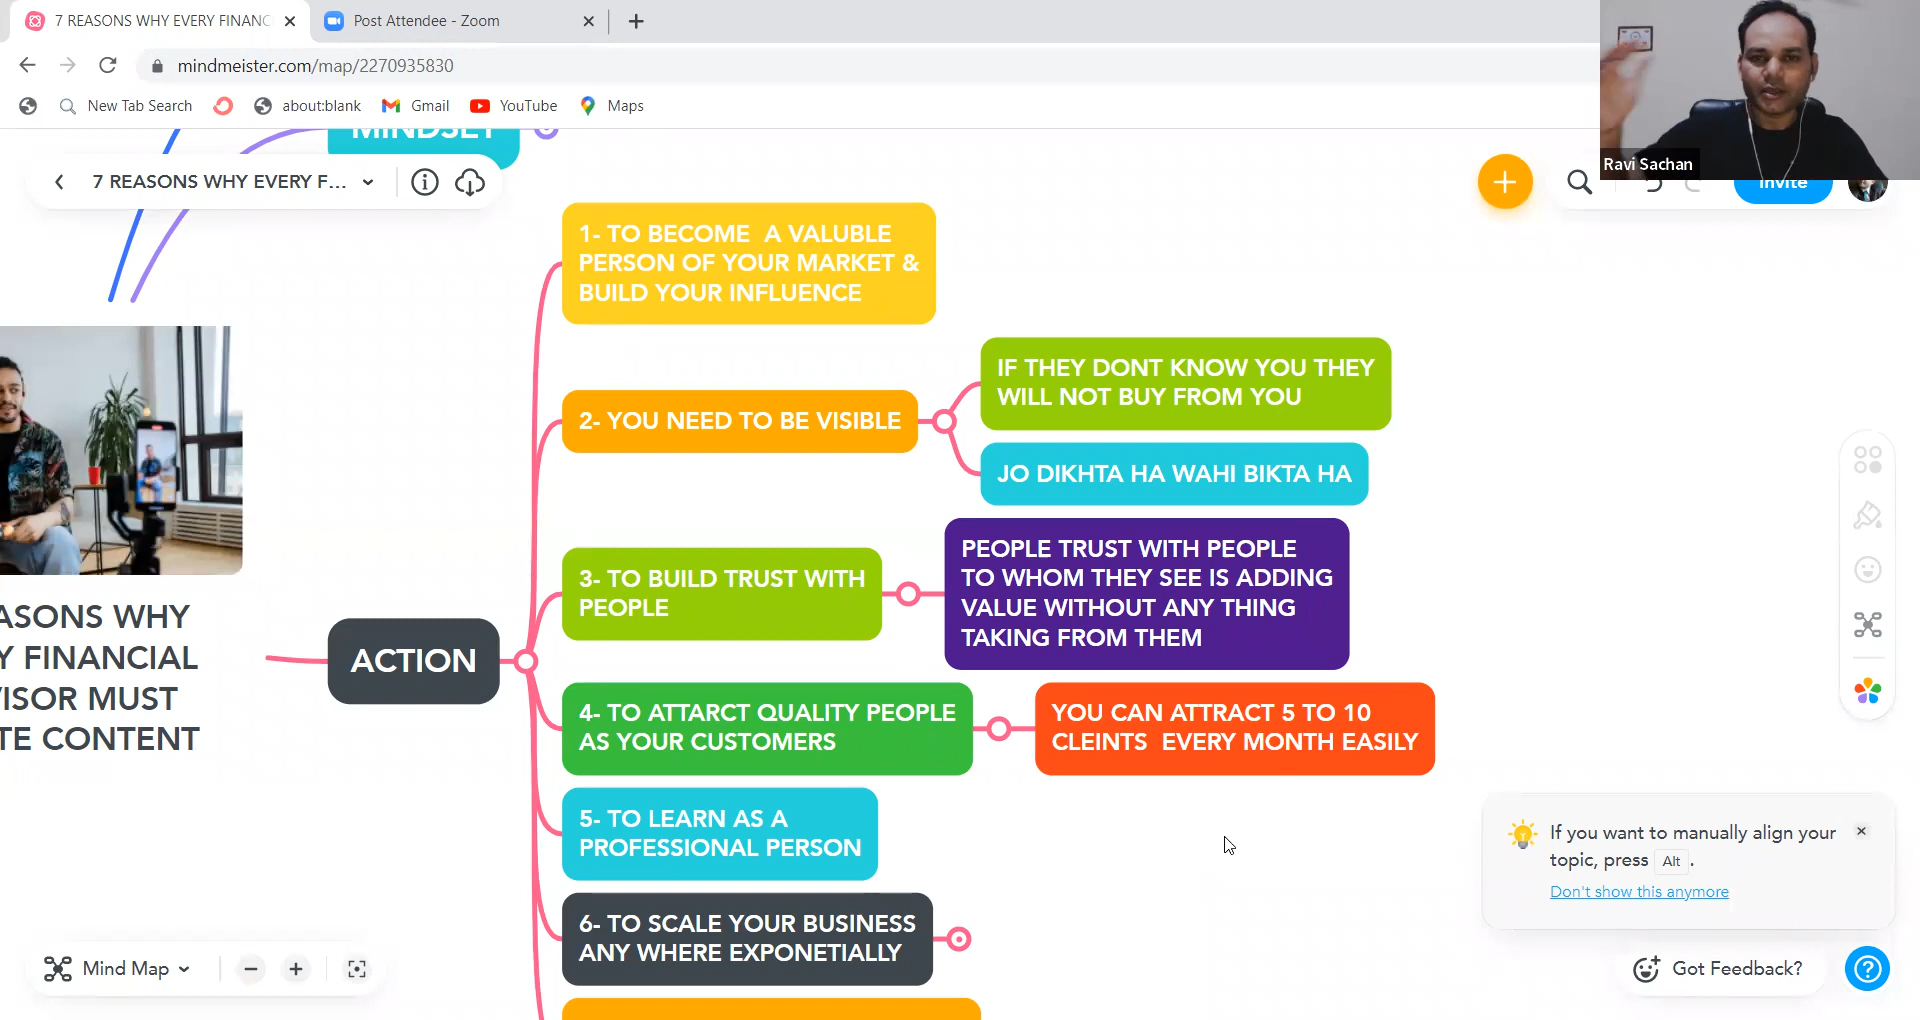 7 REASONS WHY EVERY FINANC
Post Attendee - Zoom
mindmeister.com/map/2270935830
New Tab Search
about:blank
Gmail
YouTube
Maps
Ravi Sachan
MINDSET
7 REASONS WHY EVERY F...
Invite
1- TO BECOME A VALUBLE
PERSON OF YOUR MARKET &
BUILD YOUR INFLUENCE
2- YOU NEED TO BE VISIBLE
IF THEY DONT KNOW YOU THEY
WILL NOT BUY FROM YOU
JO DIKHTA HA WAHI BIKTA HA
3- TO BUILD TRUST WITH
PEOPLE
PEOPLE TRUST WITH PEOPLE
TO WHOM THEY SEE IS ADDING
VALUE WITHOUT ANY THING
TAKING FROM THEM
ASONS WHY
Y FINANCIAL
VISOR MUST
TE CONTENT
ACTION
4- TO ATTARCT QUALITY PEOPLE
AS YOUR CUSTOMERS
YOU CAN ATTRACT 5 TO 10
CLEINTS EVERY MONTH EASILY
5- TO LEARN AS A
PROFESSIONAL PERSON
6- TO SCALE YOUR BUSINESS
ANY WHERE EXPONETIALLY
If you want to manually align your
topic, press Alt .
Don't show this anymore
Mind Map
Got Feedback?